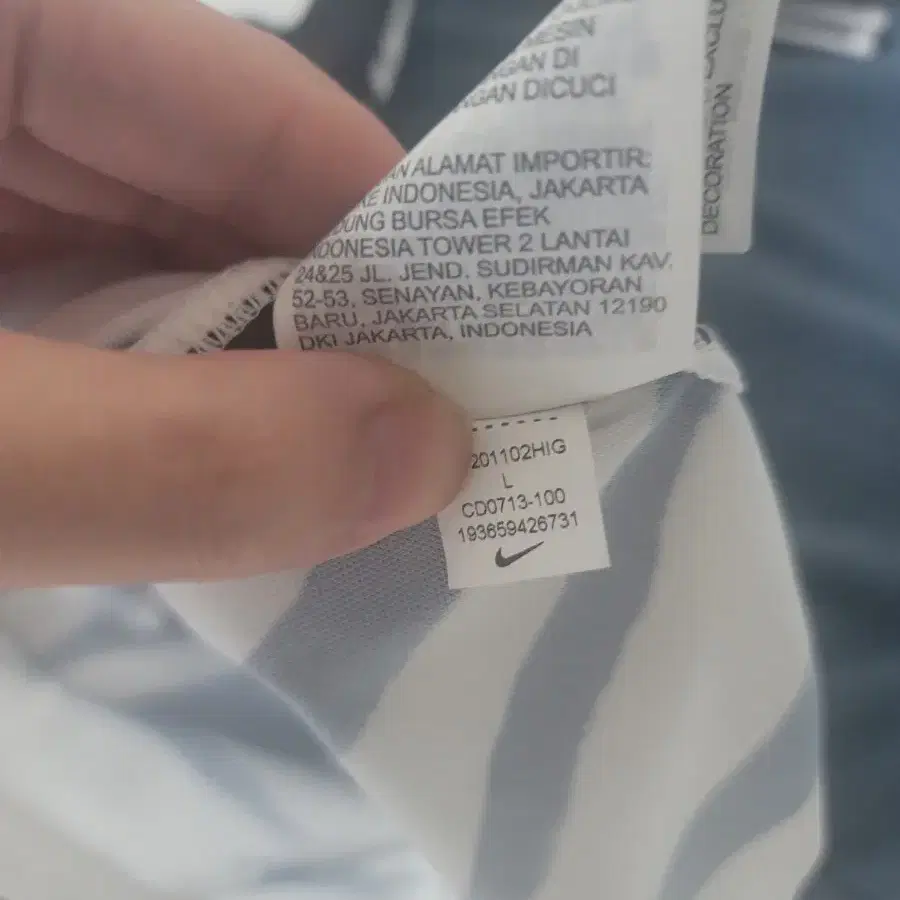 DI
DICUCI
ALAMAT IMPORTIR:
INDONESIA, JAKARTA
BURSA EFEK
TOWER 2 LANTAI
24&25 JL. JEND. SUDIRMAN KAV.
52-53, SENAYAN, KEBAYORAN
BARU, JAKARTA SELATAN 12190
DKI JAKARTA, INDONESIA
DECORATION
201102HIG
L
CD0713-100
193659426731